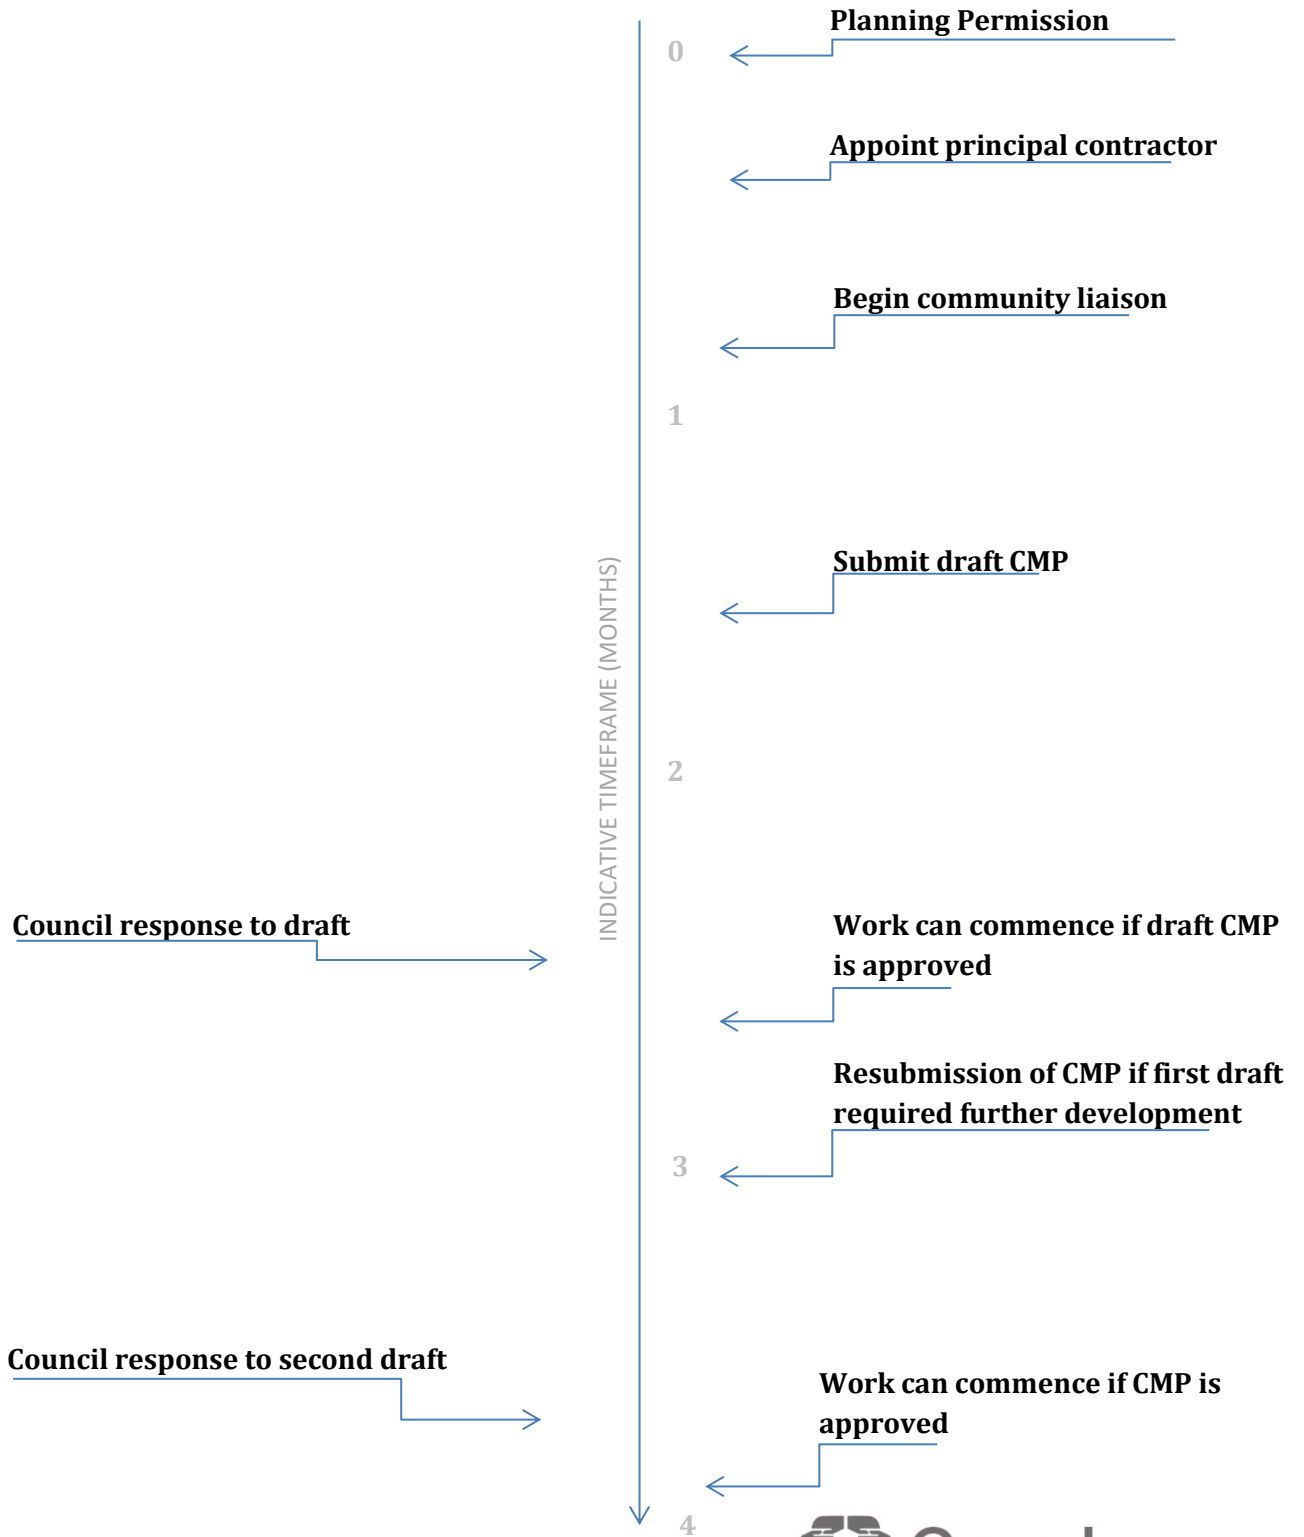 Planning Permission
0
Appoint principal contractor
Begin community liaison
1
Submit draft CMP
INDICATIVE TIMEFRAME (MONTHS)
2
Council response to draft
Work can commence if draft CMP
is approved
Resubmission of CMP if first draft
required further development
3
Council response to second draft
Work can commence if CMP is
approved
4